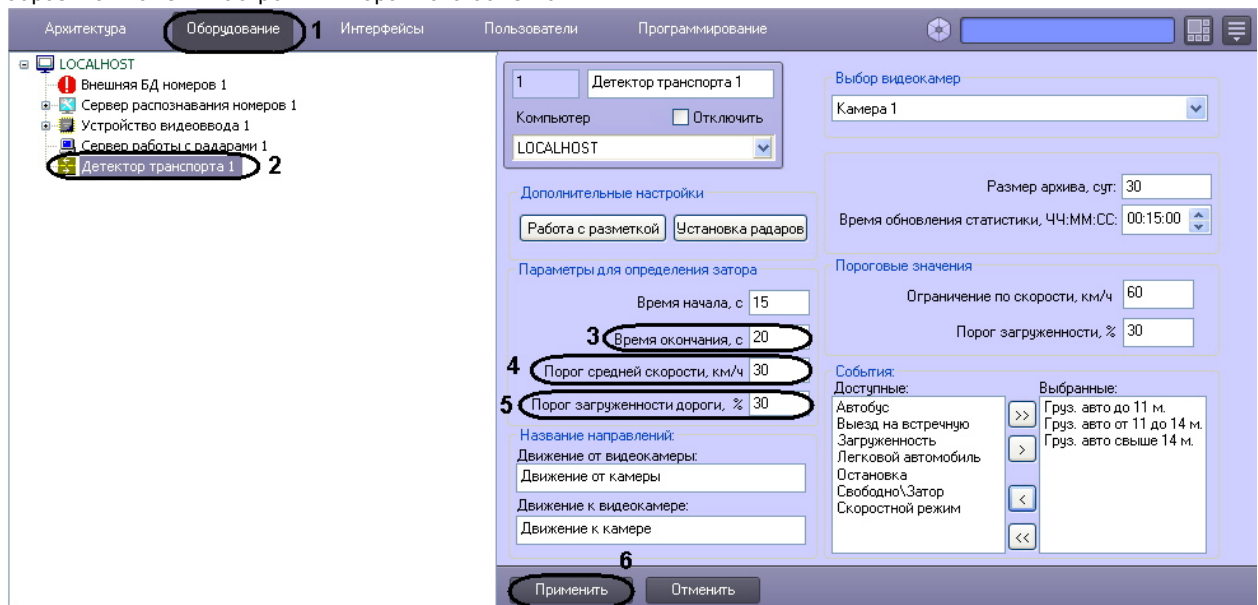 Архитектура Оборудование 1 Интерфейсы Пользователи Программирование
LOCALHOST
Внешняя БД номеров 1
Сервер распознавания номеров 1
Устройство видеоввода 1
Сервер работы с радарами 1
Детектор транспорта 1 2
1 Детектор транспорта 1
Компьютер Отключить
LOCALHOST
Дополнительные настройки
Работа с разметкой Установка радаров
Параметры для определения затора
Время начала, с 15
3 Время окончания, с 20
4 Порог средней скорости, км/ч 30
5 Порог загруженности дороги, % 30
Название направлений:
Движение от видеокамеры:
Движение от камеры
Движение к видеокамере:
Движение к камере
Выбор видеокамер
Камера 1
Размер архива, сут: 30
Время обновления статистики, ЧЧ:ММ:СС: 00:15:00
Пороговые значения
Ограничение по скорости, км/ч 60
Порог загруженности, % 30
События:
Доступные:
Автобус
Выезд на встречную
Загруженность
Легковой автомобиль
Остановка
Свободно\Затор
Скоростной режим
>>
>
<
<<
Выбранные:
Груз. авто до 11 м.
Груз. авто от 11 до 14 м.
Груз. авто свыше 14 м.
6
Применить Отменить